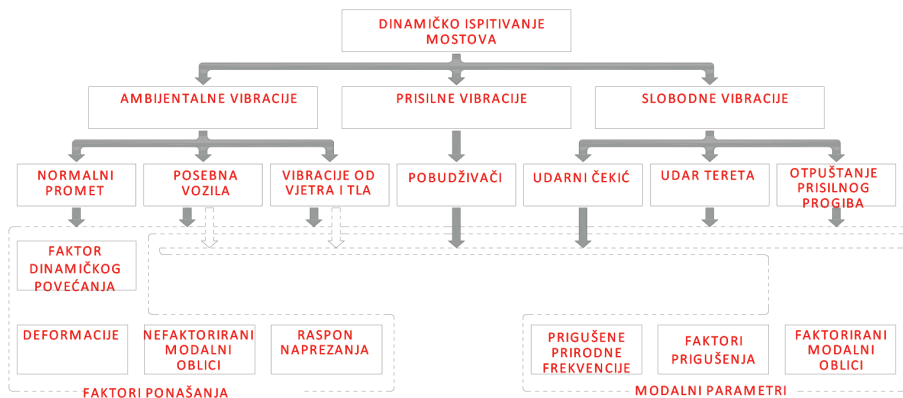 DINAMIČKO ISPITIVANJE
MOSTOVA
AMBIJENTALNE VIBRACIJE
PRISILNE VIBRACIJE
SLOBODNE VIBRACIJE
NORMALNI
PROMET
POSEBNA
VOZILA
VIBRACIJE OD
VJETRA I TLA
POBUDŽIVAČI
UDARNI ČEKIĆ
UDAR TERETA
OTPUŠTANJE
PRISILNOG
PROGIBA
FAKTOR
DINAMIČKOG
POVEĆANJA
DEFORMACIJE
NEFAKTORIRANI
MODALNI
OBLICI
RASPON
NAPREZANJA
PRIGUŠENE
PRIRODNE
FREKVENCIJE
FAKTORI
PRIGUŠENJA
FAKTORIRANI
MODALNI
OBLICI
FAKTORI PONAŠANJA
MODALNI PARAMETRI